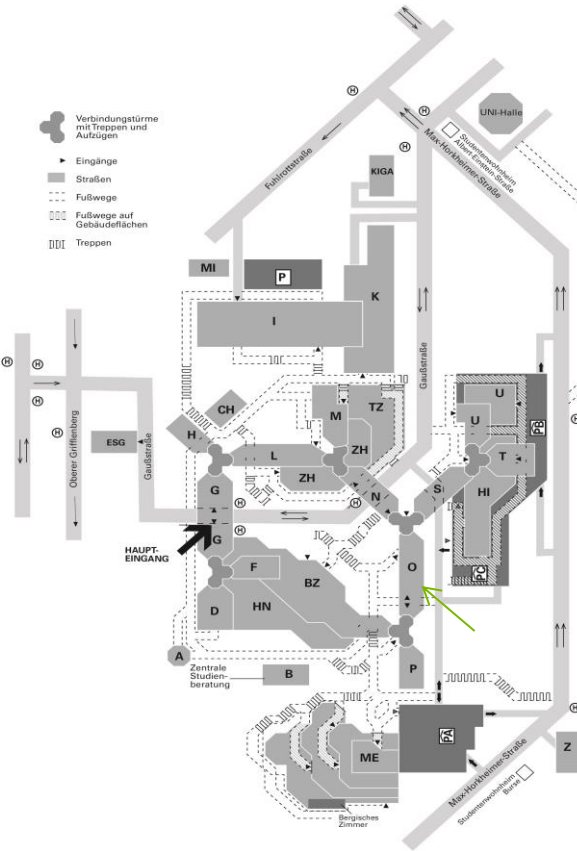 UNI-Halle
Studentenwohnheim
Albert Einstein-Straße
Max-Horkheimer-Straße
Verbindungstürme
mit Treppen und
Aufzügen
Eingänge
Straßen
Fußwege
Fußwege auf
Gebäudeflächen
Treppen
H
H
H
H
Fuhlrottstraße
KIGA
MI
P
K
I
Gaußstraße
H
H
H
H
Oberer Griffenberg
ESG
Gaußstraße
CH
H
M
TZ
ZH
L
ZH
N
S
U
U
T
HI
PB
PC
G
H
H
H
G
HAUPT-
EINGANG
F
BZ
O
D
HN
A
Zentrale
Studien-
beratung
B
P
ME
PÄ
Bergisches
Zimmer
H
H
Z
Max-Horkheimer-Straße
Studentenwohnheim
Burse